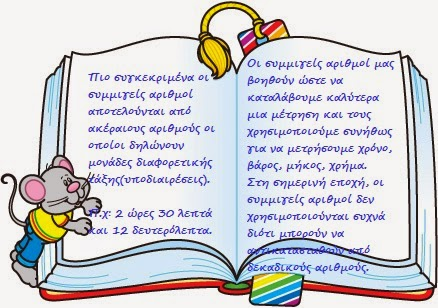 Πιο συγκεκριμένα οι
συμμιγείς αριθμοί
αποτελούνται από
ακέραιους αριθμούς οι
οποίοι δηλώνουν
μονάδες διαφορετικής
τάξης(υποδιαιρέσεις).
Π.χ: 2 ώρες 30 λεπτά
και 12 δευτερόλεπτα.
Οι συμμιγείς αριθμοί μας
βοηθούν ώστε να
καταλάβουμε καλύτερα
μια μέτρηση και τους
χρησιμοποιούμε συνήθως
για να μετρήσουμε χρόνο,
βάρος, μήκος, χρήμα.
Στη σημερινή εποχή, οι
συμμιγείς αριθμοί δεν
χρησιμοποιούνται συχνά
διότι μπορούν να
αντικατασταθούν από
δεκαδικούς αριθμούς.